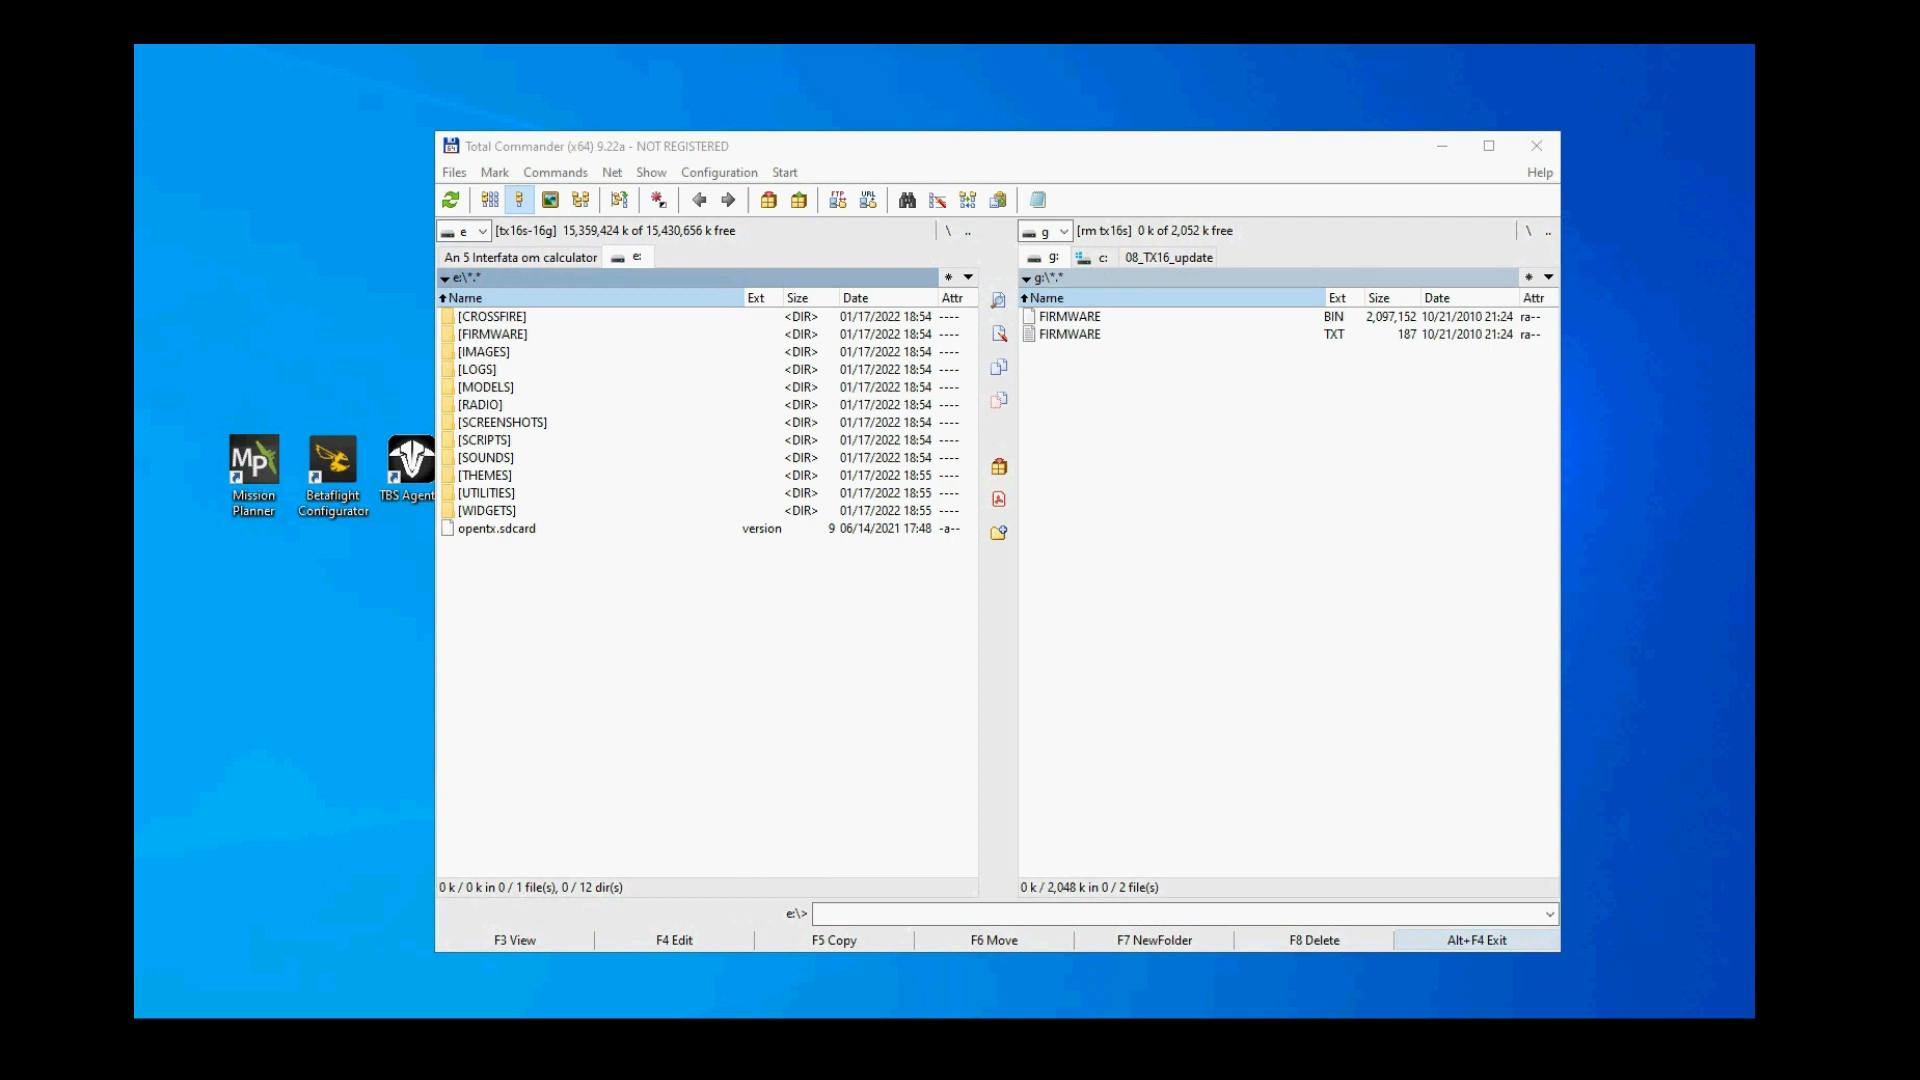 Total Commander (x64) 9.22a - NOT REGISTERED
Files Mark Commands Net Show Configuration Start Help
e [tx16s-16g] 15,359,424 k of 15,430,656 k free \ ..
g [rm tx16s] 0 k of 2,052 k free \ ..
An 5 Interfata om calculator e:
g: c: 08_TX16_update
e:\*.* *
g:\*.* *
Name Ext Size Date Attr
[CROSSFIRE] <DIR> 01/17/2022 18:54 ----
[FIRMWARE] <DIR> 01/17/2022 18:54 ----
[IMAGES] <DIR> 01/17/2022 18:54 ----
[LOGS] <DIR> 01/17/2022 18:54 ----
[MODELS] <DIR> 01/17/2022 18:54 ----
[RADIO] <DIR> 01/17/2022 18:54 ----
[SCREENSHOTS] <DIR> 01/17/2022 18:54 ----
[SCRIPTS] <DIR> 01/17/2022 18:54 ----
[SOUNDS] <DIR> 01/17/2022 18:54 ----
[THEMES] <DIR> 01/17/2022 18:55 ----
[UTILITIES] <DIR> 01/17/2022 18:55 ----
[WIDGETS] <DIR> 01/17/2022 18:55 ----
opentx.sdcard version 9 06/14/2021 17:48 -a--
Name Ext Size Date Attr
FIRMWARE BIN 2,097,152 10/21/2010 21:24 ra--
FIRMWARE TXT 187 10/21/2010 21:24 ra--
0 k / 0 k in 0 / 1 file(s), 0 / 12 dir(s)
0 k / 2,048 k in 0 / 2 file(s)
e:\>
F3 View F4 Edit F5 Copy F6 Move F7 NewFolder F8 Delete Alt+F4 Exit
Mp
Mission
Planner
Betaflight
Configurator
TBS Agent
FTP
URL
64